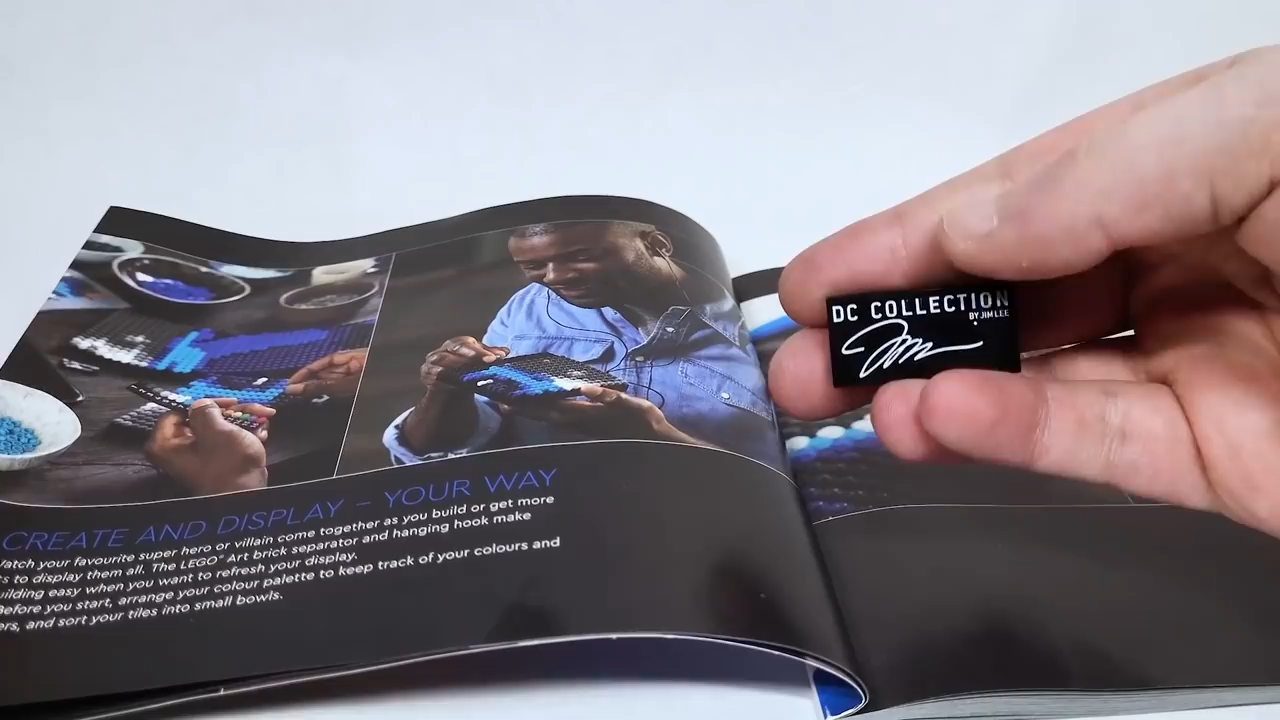 CREATE AND DISPLAY – YOUR WAY
Watch your favourite super hero or villain come together as you build or get more
to display them all. The LEGO® Art brick separator and hanging hook make
building easy when you want to refresh your display.
Before you start, arrange your colour palette to keep track of your colours and
and sort your tiles into small bowls.
DC COLLECTION
BY JIM LEE